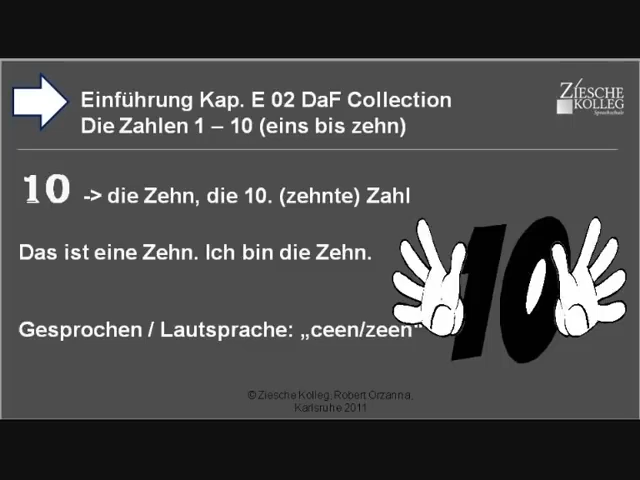 Einführung Kap. E 02 DaF Collection
Die Zahlen 1 – 10 (eins bis zehn)
ZIESCHE
KOLLEG
Sprachschule
10 -> die Zehn, die 10. (zehnte) Zahl
Das ist eine Zehn. Ich bin die Zehn.
10
Gesprochen / Lautsprache: „ceen/zeen“
© Ziesche Kolleg, Robert Orzanna,
Karlsruhe 2011